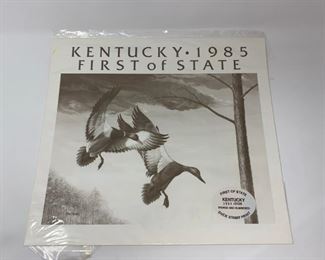 KENTUCKY • 1985
FIRST of STATE
FIRST OF STATE
KENTUCKY
DUCK STAMP PRINT